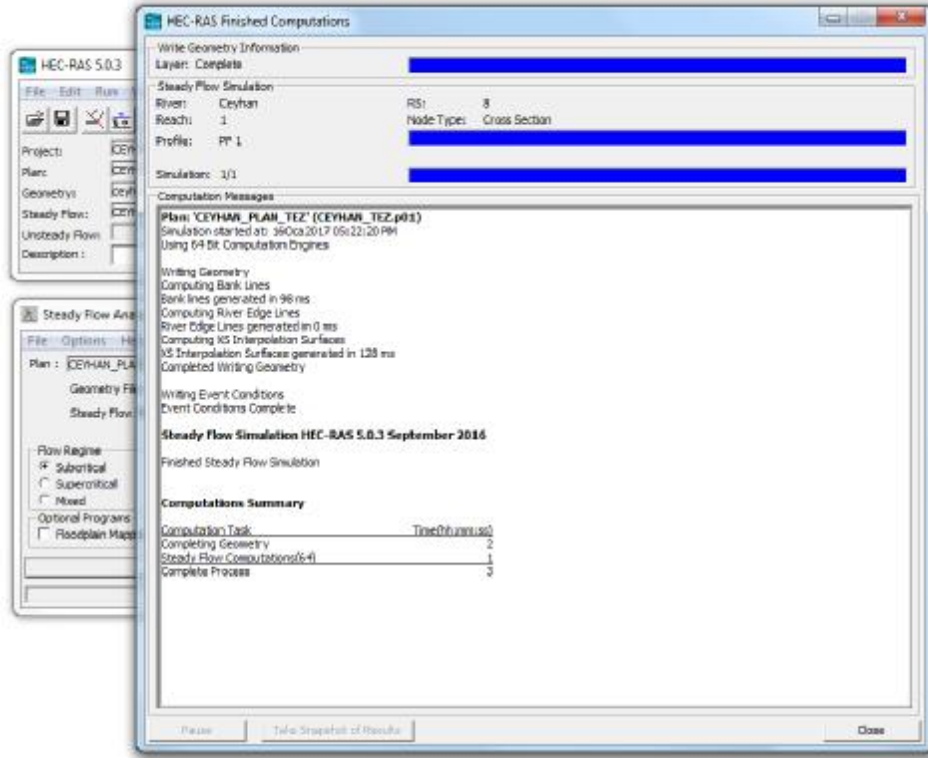 HEC-RAS 5.0.3
File Edit Run
Project:
Plan:
Geometry:
Steady Flow:
Unsteady Flow:
Description :
Steady Flow Ana
File Options He
Plan : CEYHAN_PLA
Geometry Fil
Steady Flow
Flow Regime
Subcritical
Supercritical
Mixed
Optional Programs
Floodplain Mapp
HEC-RAS Finished Computations
Write Geometry Information
Layer: Complete
Steady Flow Simulation
River: Ceyhan RS: 8
Reach: 1 Node Type: Cross Section
Profile: PF 1
Simulation: 1/1
Computation Messages
Plan: 'CEYHAN_PLAN_TEZ' (CEYHAN_TEZ.p01)
Simulation started at: 16Oca2017 05:22:20 PM
Using 64 Bit Computation Engines
Writing Geometry
Computing Bank Lines
Bank lines generated in 98 ms
Computing River Edge Lines
River Edge Lines generated in 0 ms
Computing XS Interpolation Surfaces
XS Interpolation Surfaces generated in 128 ms
Completed Writing Geometry
Writing Event Conditions
Event Conditions Complete
Steady Flow Simulation HEC-RAS 5.0.3 September 2016
Finished Steady Flow Simulation
Computations Summary
Computation Task Time(hh:mm:ss)
Completing Geometry 2
Steady Flow Computations(64) 1
Complete Process 3
Pause Take Snapshot of Results Close